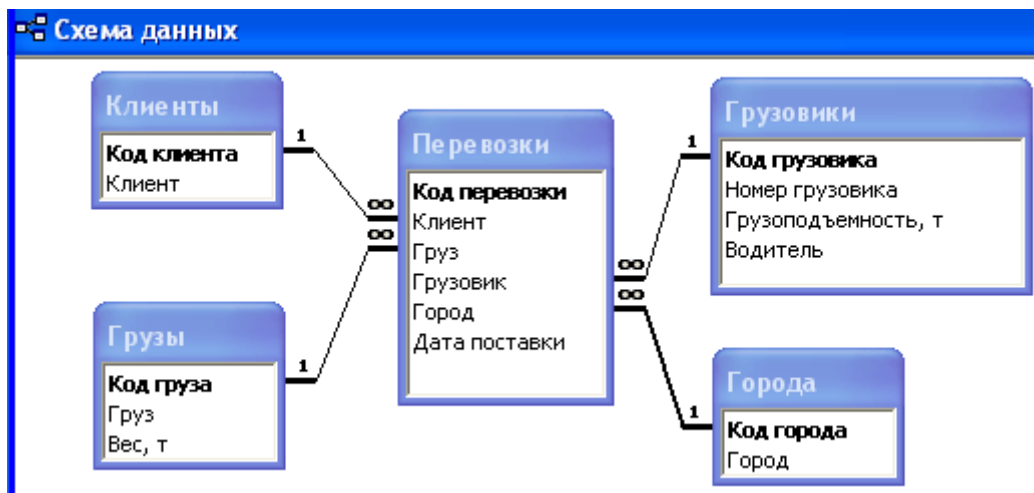 Схема данных
Клиенты
Код клиента
Клиент
1
∞
Грузы
Код груза
Груз
Вес, т
1
∞
Перевозки
Код перевозки
Клиент
Груз
Грузовик
Город
Дата поставки
Грузовики
Код грузовика
Номер грузовика
Грузоподъемность, т
Водитель
1
∞
Города
Код города
Город
1
∞